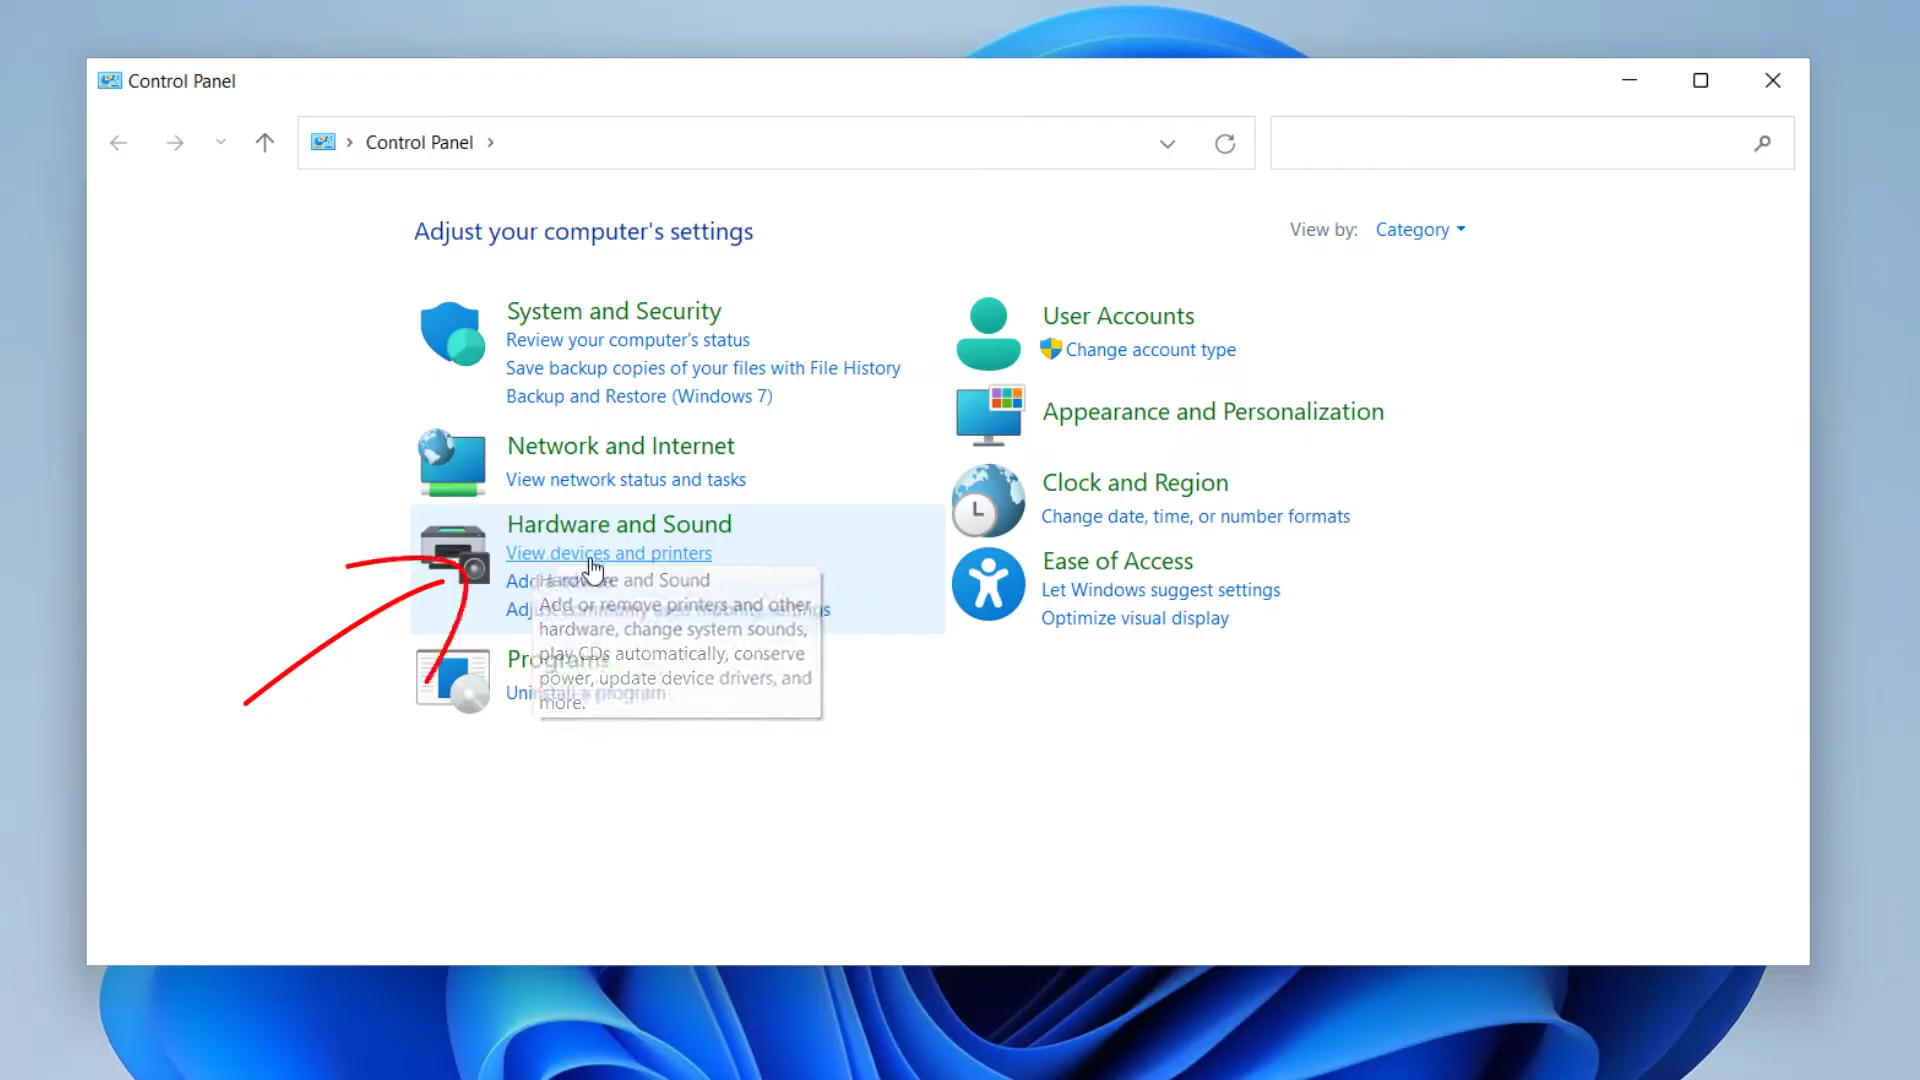 Control Panel
Control Panel
Adjust your computer's settings
View by: Category
System and Security
Review your computer's status
Save backup copies of your files with File History
Backup and Restore (Windows 7)
Network and Internet
View network status and tasks
Hardware and Sound
View devices and printers
Add
Hardware and Sound
Add or remove printers and other
hardware, change system sounds,
play CDs automatically, conserve
power, update device drivers, and
more.
Programs
Uninstall a program
User Accounts
Change account type
Appearance and Personalization
Clock and Region
Change date, time, or number formats
Ease of Access
Let Windows suggest settings
Optimize visual display